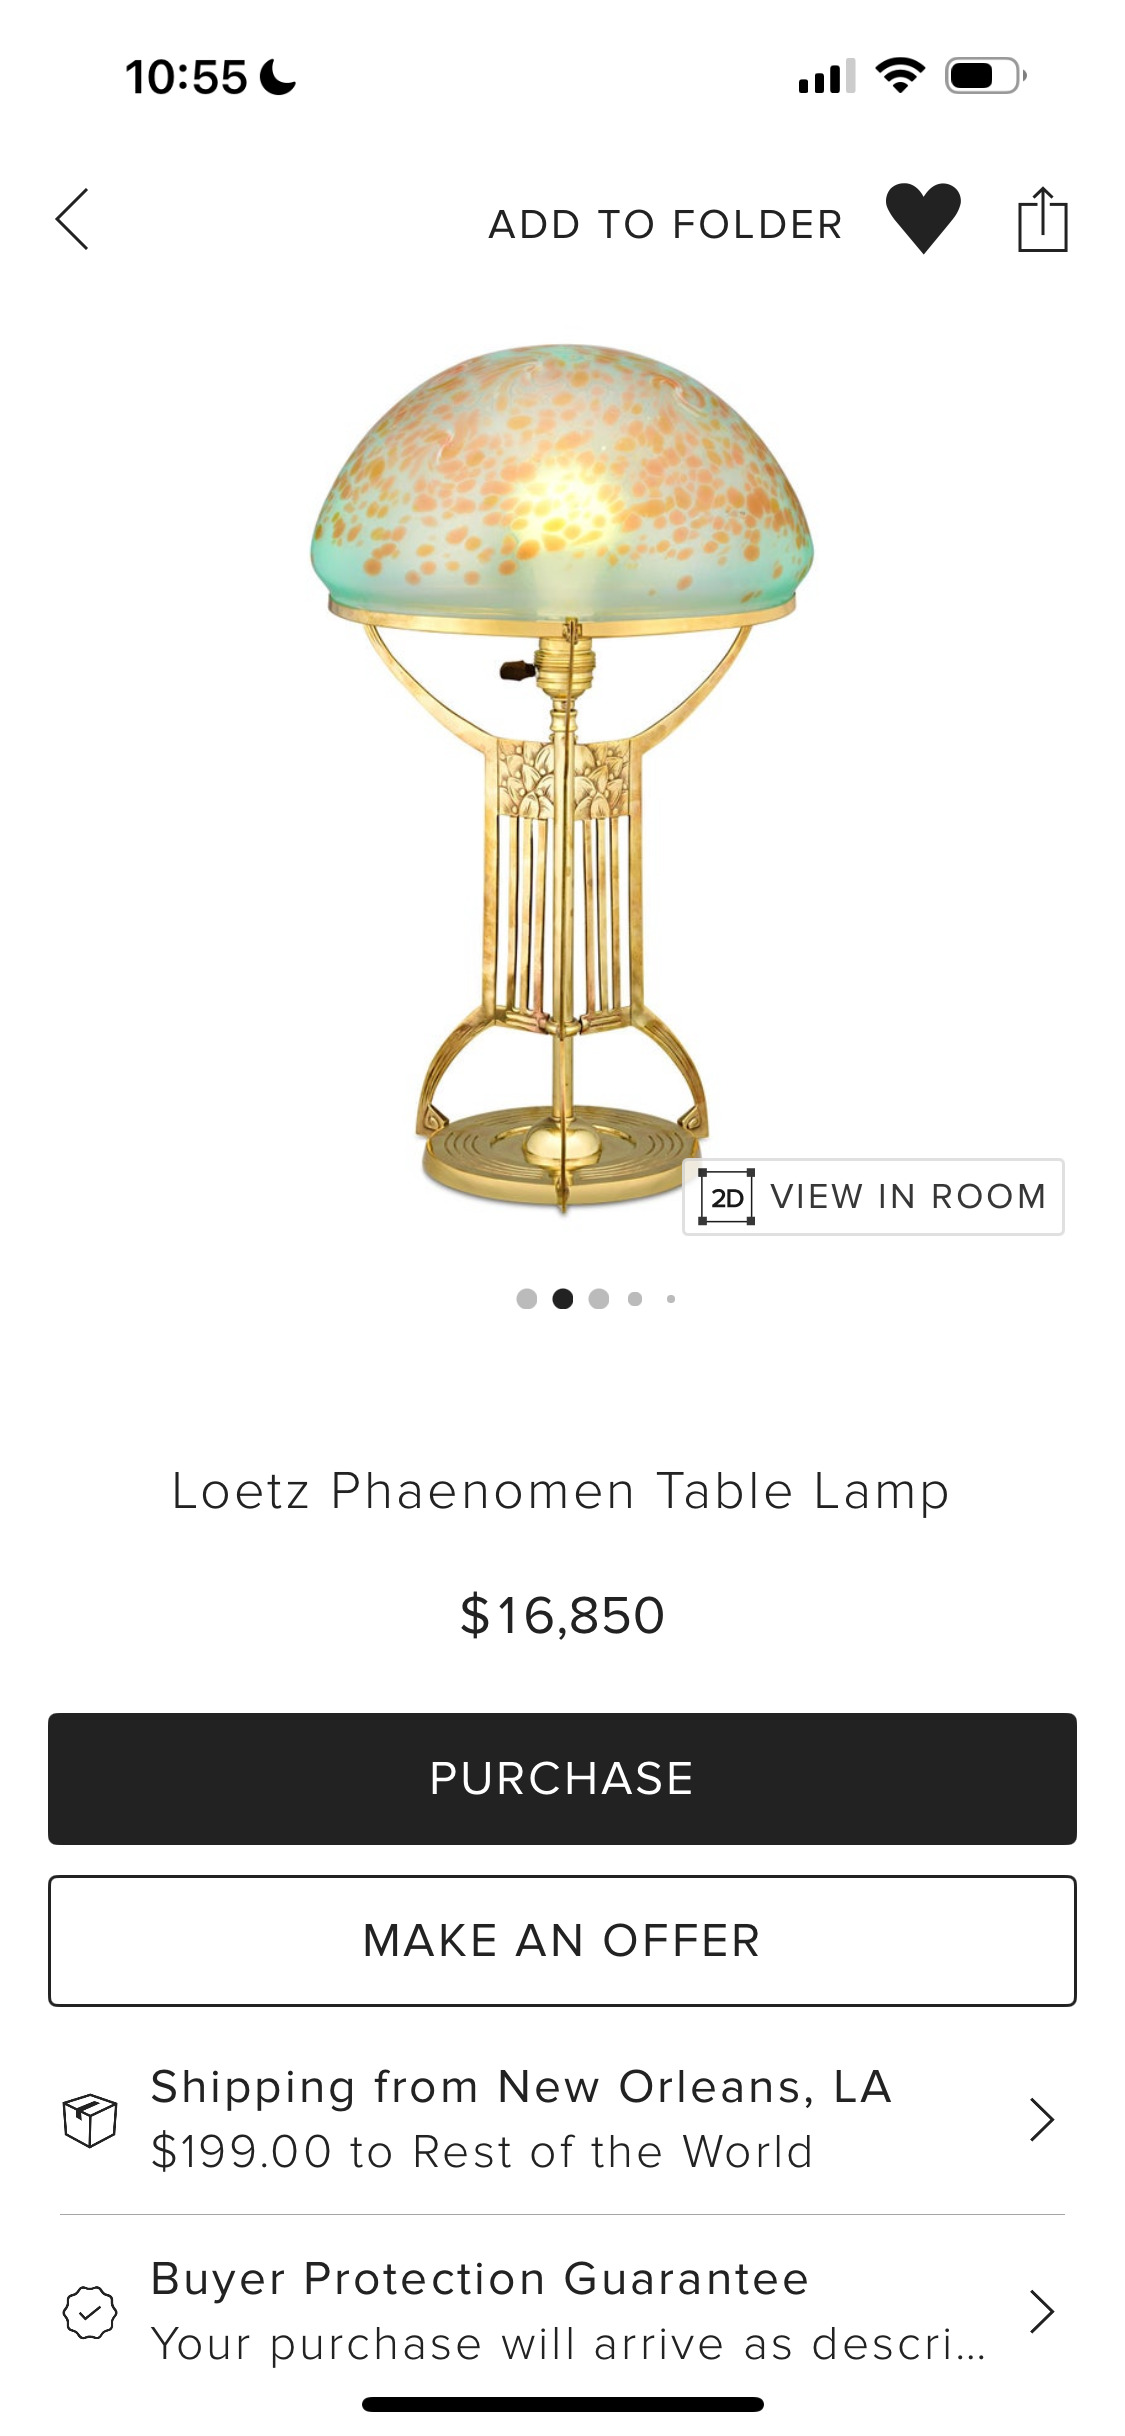 10:55
ADD TO FOLDER
2D VIEW IN ROOM
Loetz Phaenomen Table Lamp
$16,850
PURCHASE
MAKE AN OFFER
Shipping from New Orleans, LA
$199.00 to Rest of the World
Buyer Protection Guarantee
Your purchase will arrive as descri...